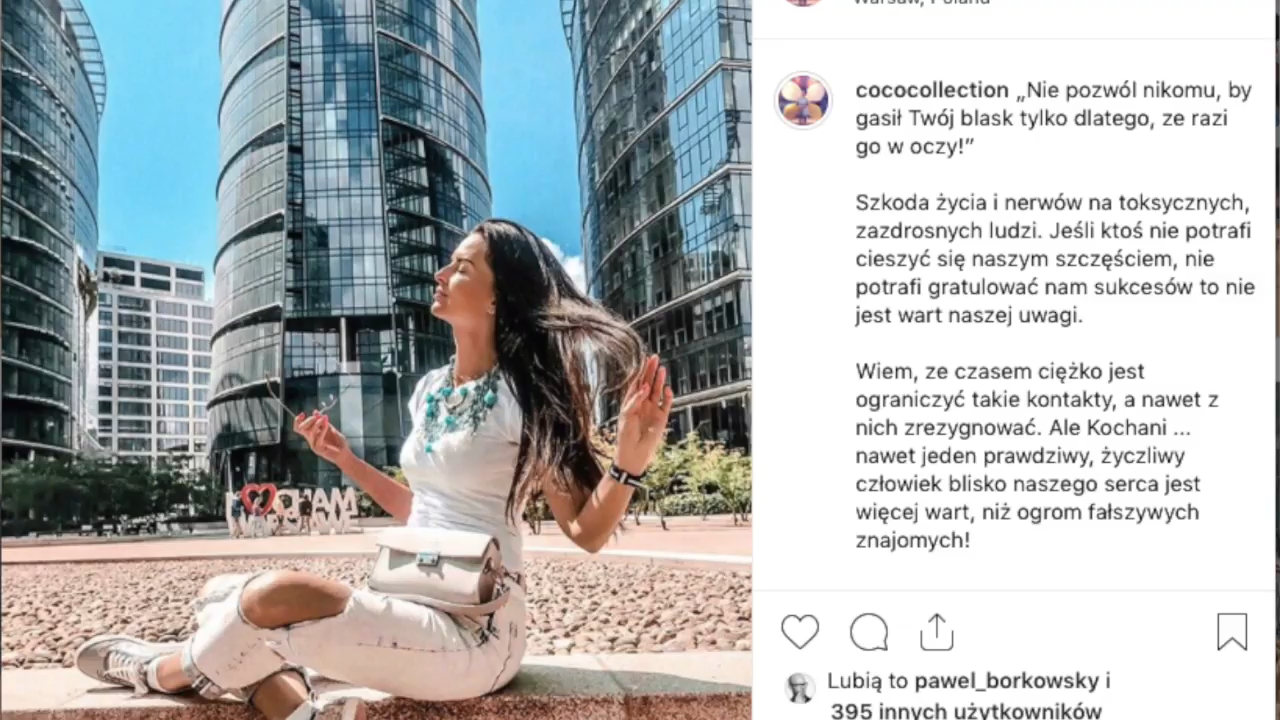 Warsaw, Poland
cococollection „Nie pozwól nikomu, by
gasił Twój blask tylko dlatego, ze razi
go w oczy!”
Szkoda życia i nerwów na toksycznych,
zazdrosnych ludzi. Jeśli ktoś nie potrafi
cieszyć się naszym szczęściem, nie
potrafi gratulować nam sukcesów to nie
jest wart naszej uwagi.
Wiem, ze czasem ciężko jest
ograniczyć takie kontakty, a nawet z
nich zrezygnować. Ale Kochani ...
nawet jeden prawdziwy, życzliwy
człowiek blisko naszego serca jest
więcej wart, niż ogrom fałszywych
znajomych!
Lubią to pawel_borkowsky i
395 innych użytkowników